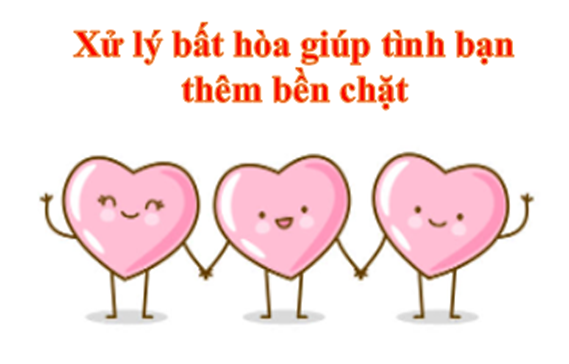 Xử lý bất hòa giúp tình bạn
thêm bền chặt